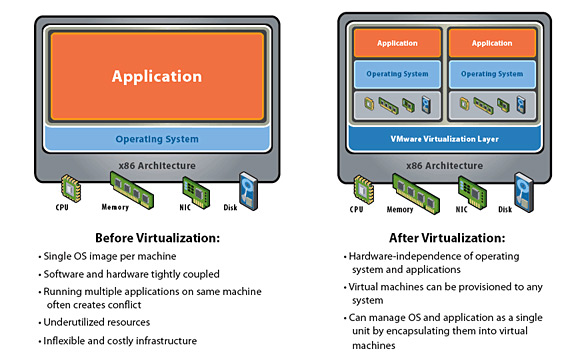 Application
Operating System
x86 Architecture
CPU
Memory
NIC
Disk
Before Virtualization:
• Single OS image per machine
• Software and hardware tightly coupled
• Running multiple applications on same machine
often creates conflict
• Underutilized resources
• Inflexible and costly infrastructure
Application
Application
Operating System
Operating System
VMware Virtualization Layer
x86 Architecture
CPU
Memory
NIC
Disk
After Virtualization:
• Hardware-independence of operating
system and applications
• Virtual machines can be provisioned to any
system
• Can manage OS and application as a single
unit by encapsulating them into virtual
machines